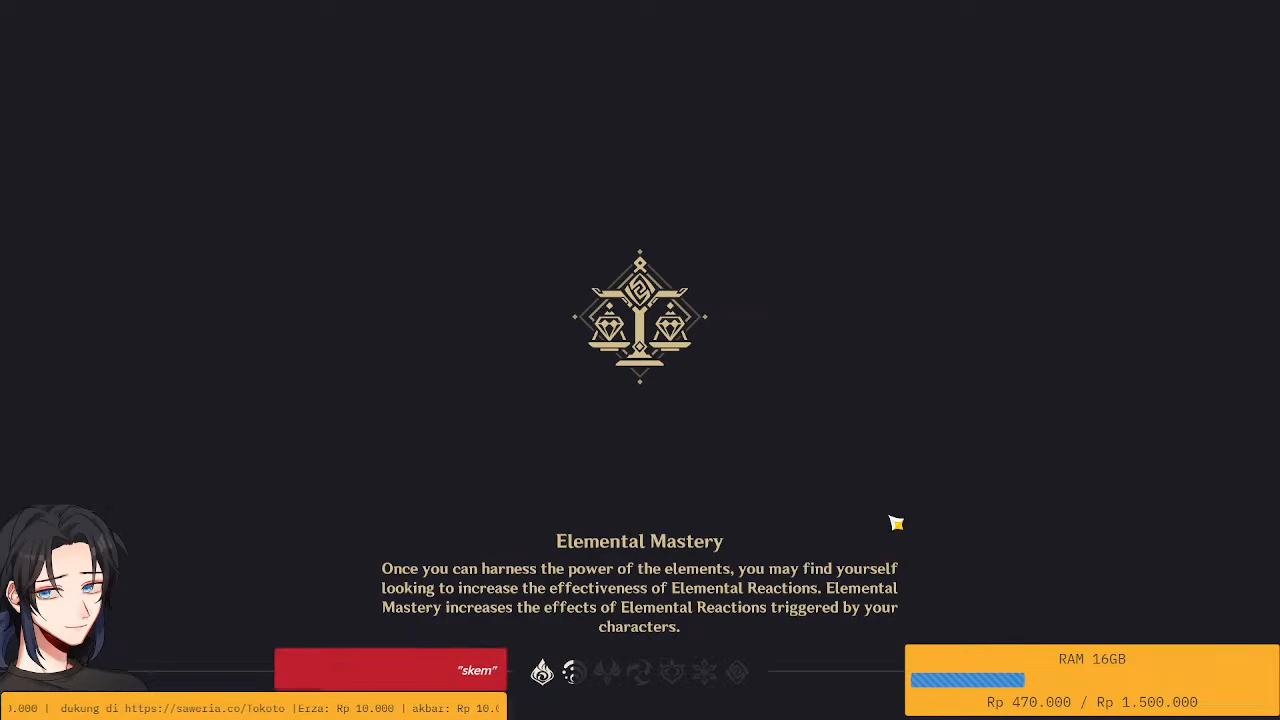 Elemental Mastery
Once you can harness the power of the elements, you may find yourself
looking to increase the effectiveness of Elemental Reactions. Elemental
Mastery increases the effects of Elemental Reactions triggered by your
characters.
"skem"
RAM 16GB
Rp 470.000 / Rp 1.500.000
.000 | dukung di https://saweria.co/Tokoto |Erza: Rp 10.000 | akbar: Rp 10.